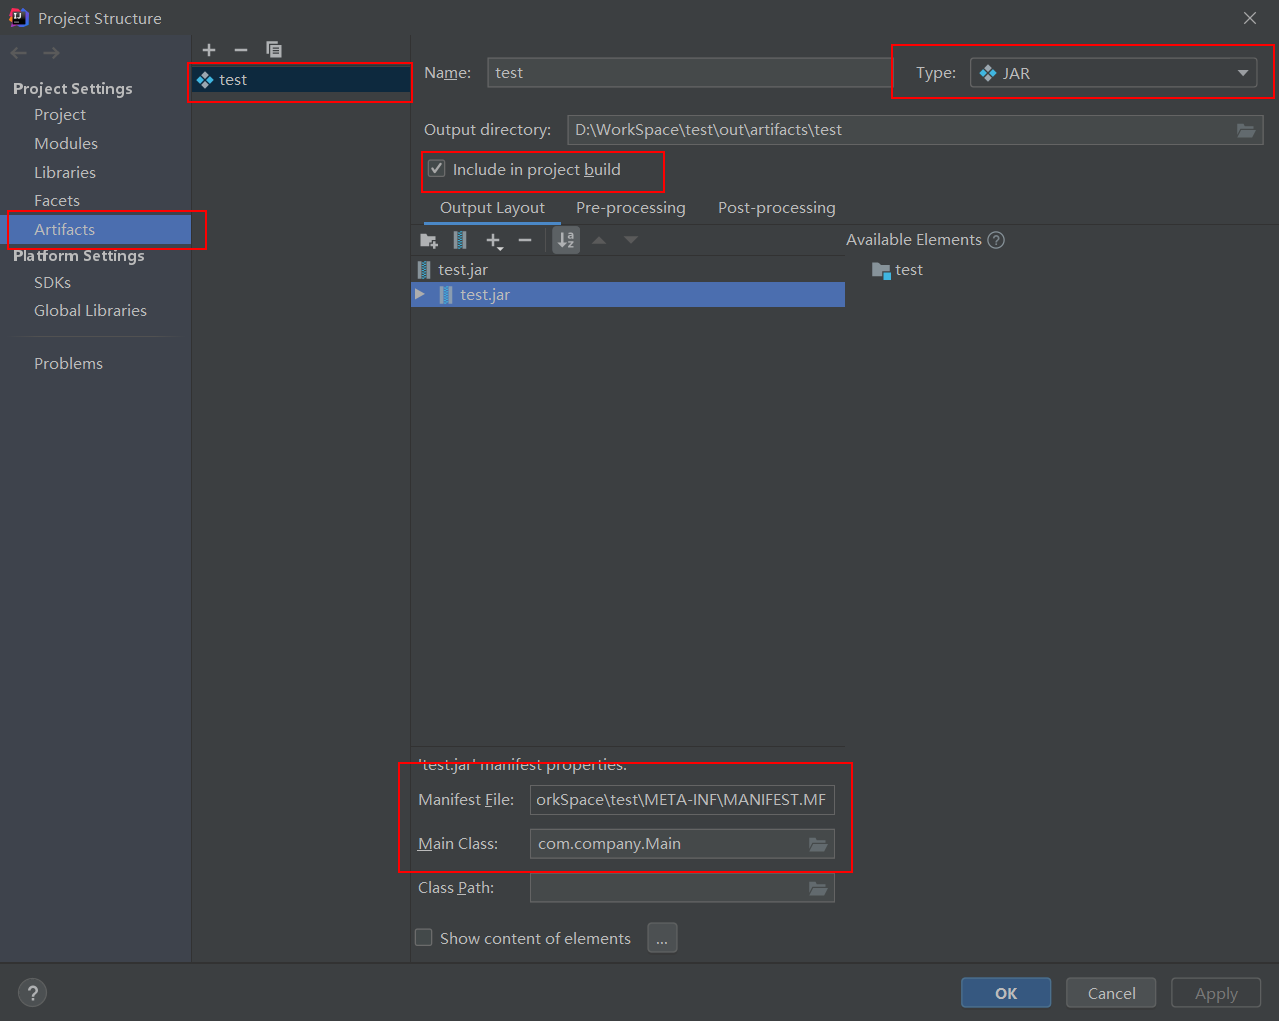 Project Structure
Project Settings
Project
Modules
Libraries
Facets
Artifacts
Platform Settings
SDKs
Global Libraries
Problems
test
Name: test
Type: JAR
Output directory: D:\WorkSpace\test\out\artifacts\test
Include in project build
Output Layout Pre-processing Post-processing
Available Elements ?
test.jar
test.jar
test
'test.jar' manifest properties:
Manifest File: orkSpace\test\META-INF\MANIFEST.MF
Main Class: com.company.Main
Class Path:
Show content of elements ...
? OK Cancel Apply